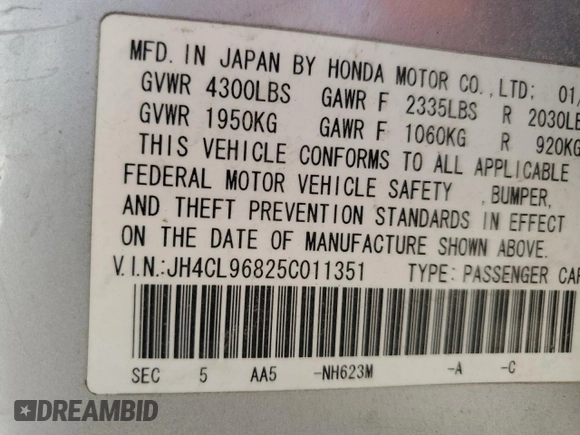 MFD. IN JAPAN BY HONDA MOTOR CO.,LTD: 01/
GVWR 4300LBS GAWR F 2335LBS R 2030LB
GVWR 1950KG GAWR F 1060KG R 920KG
THIS VEHICLE CONFORMS TO ALL APPLICABLE
FEDERAL MOTOR VEHICLE SAFETY , BUMPER,
AND THEFT PREVENTION STANDARDS IN EFFECT
ON THE DATE OF MANUFACTURE SHOWN ABOVE.
V.I.N.:JH4CL96825C011351 TYPE: PASSENGER CAR
SEC 5 AA5 -NH623M -A -C
DREAMBID